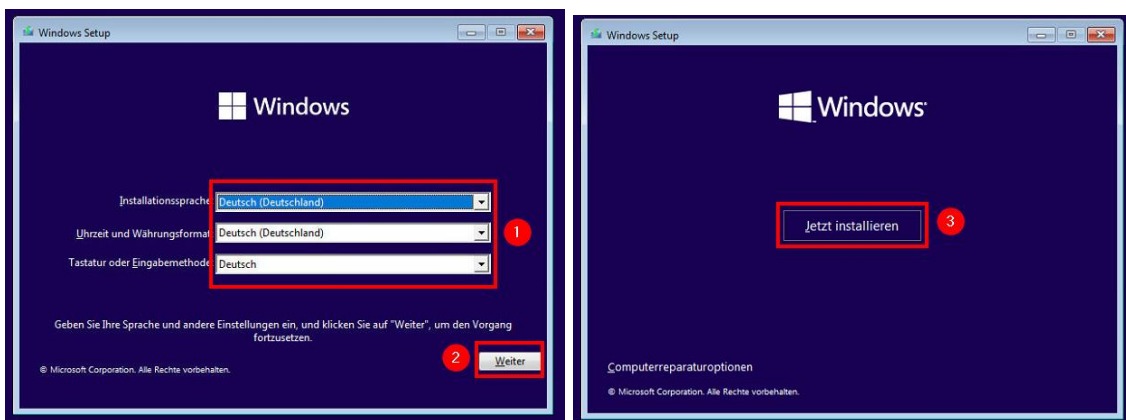 Windows Setup
Windows
Installationssprache Deutsch (Deutschland)
Uhrzeit und Währungsformat Deutsch (Deutschland)
1
Tastatur oder Eingabemethode Deutsch
Geben Sie Ihre Sprache und andere Einstellungen ein, und klicken Sie auf "Weiter", um den Vorgang
fortzusetzen.
2
Weiter
© Microsoft Corporation. Alle Rechte vorbehalten.
Windows Setup
Windows
Jetzt installieren
3
Computerreparaturoptionen
© Microsoft Corporation. Alle Rechte vorbehalten.